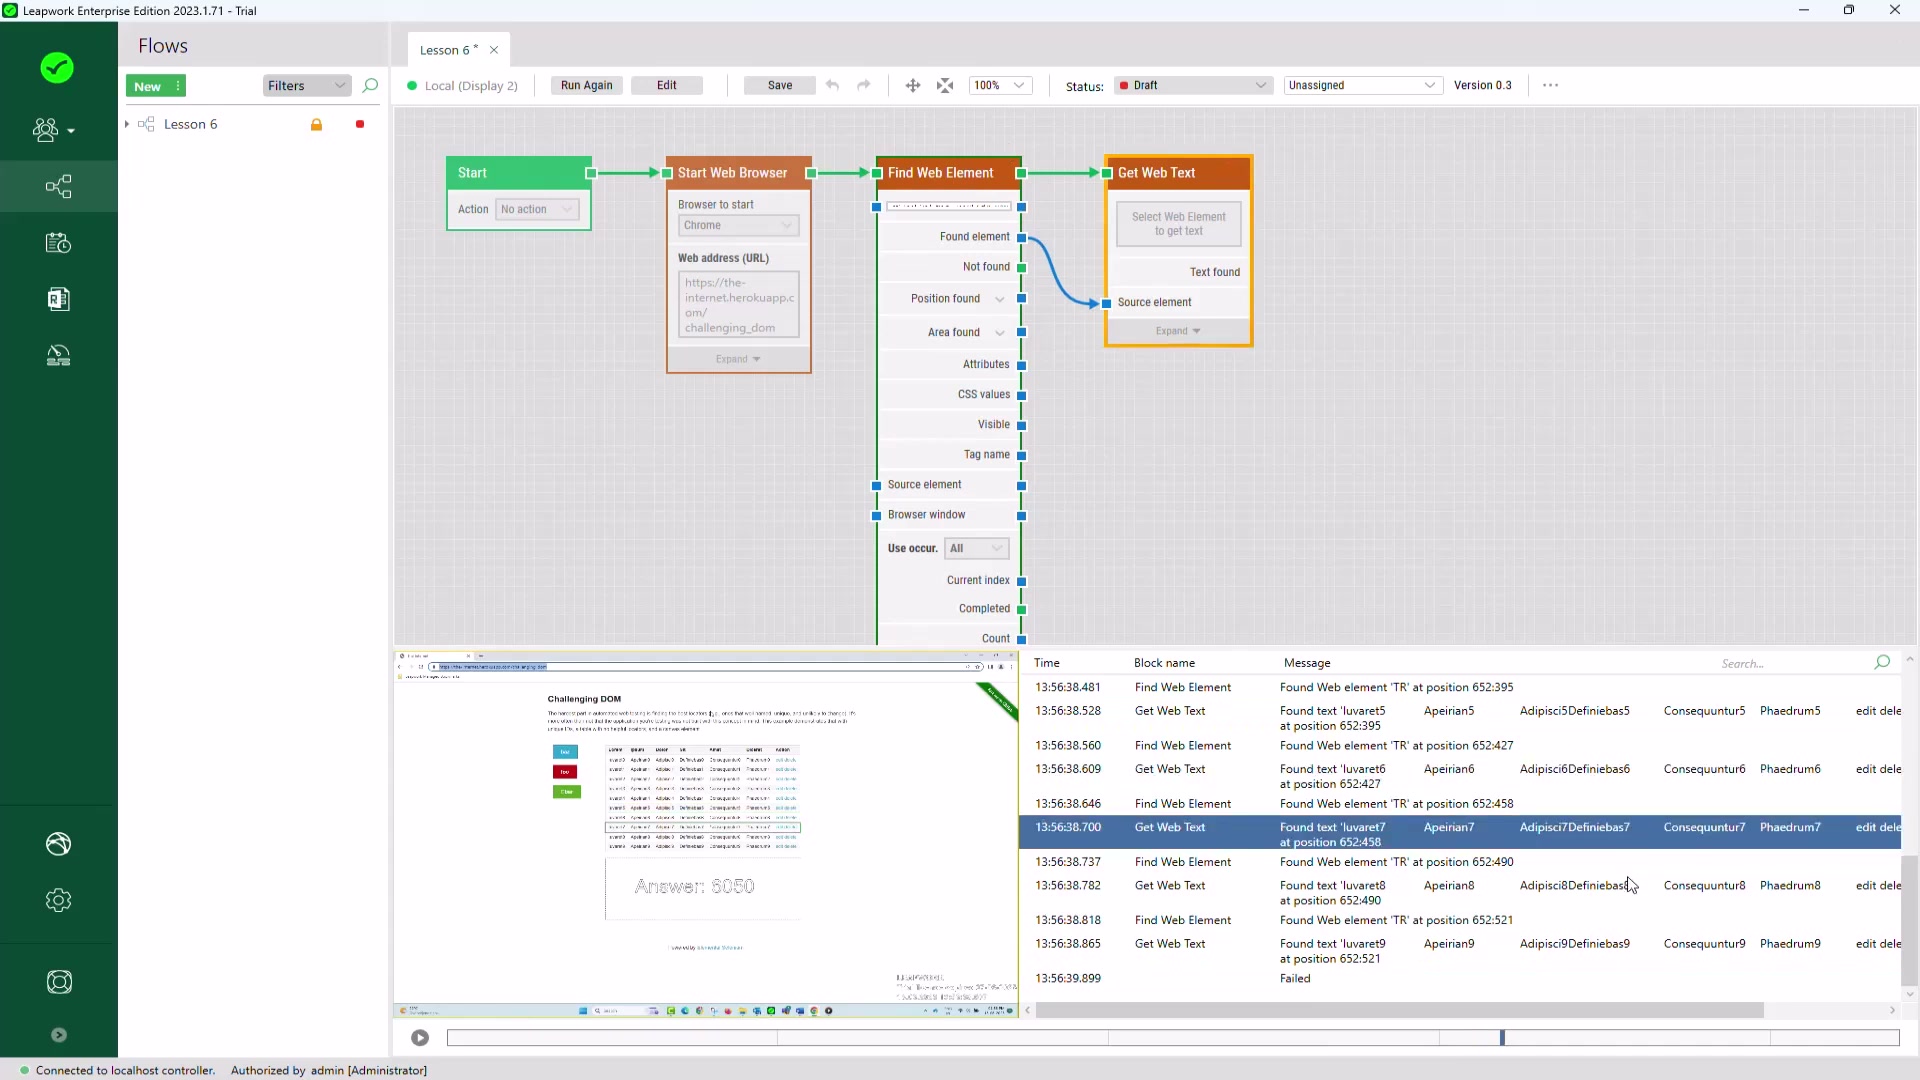 Leapwork Enterprise Edition 2023.1.71 - Trial
Flows
New
Filters
Lesson 6
Lesson 6 *
Local (Display 2)
Run Again
Edit
Save
100%
Status:
Draft
Unassigned
Version 0.3
Start
Action
No action
Start Web Browser
Browser to start
Chrome
Web address (URL)
https://the-
internet.herokuapp.c
om/
challenging_dom
Expand
Find Web Element
Found element
Not found
Position found
Area found
Attributes
CSS values
Visible
Tag name
Source element
Browser window
Use occur.
All
Current index
Completed
Count
Get Web Text
Select Web Element
to get text
Text found
Source element
Expand
Challenging DOM
Answer: 6050
Time Block name Message Search...
13:56:38.481 Find Web Element Found Web element 'TR' at position 652:395
13:56:38.528 Get Web Text Found text 'Iuvaret5 Apeirian5 Adipisci5Definiebas5 Consequuntur5 Phaedrum5 edit dele
at position 652:395
13:56:38.560 Find Web Element Found Web element 'TR' at position 652:427
13:56:38.609 Get Web Text Found text 'Iuvaret6 Apeirian6 Adipisci6Definiebas6 Consequuntur6 Phaedrum6 edit dele
at position 652:427
13:56:38.646 Find Web Element Found Web element 'TR' at position 652:458
13:56:38.700 Get Web Text Found text 'Iuvaret7 Apeirian7 Adipisci7Definiebas7 Consequuntur7 Phaedrum7 edit dele
at position 652:458
13:56:38.737 Find Web Element Found Web element 'TR' at position 652:490
13:56:38.782 Get Web Text Found text 'Iuvaret8 Apeirian8 Adipisci8Definiebas8 Consequuntur8 Phaedrum8 edit dele
at position 652:490
13:56:38.818 Find Web Element Found Web element 'TR' at position 652:521
13:56:38.865 Get Web Text Found text 'Iuvaret9 Apeirian9 Adipisci9Definiebas9 Consequuntur9 Phaedrum9 edit dele
at position 652:521
13:56:39.899 Failed
Connected to localhost controller. Authorized by admin [Administrator]